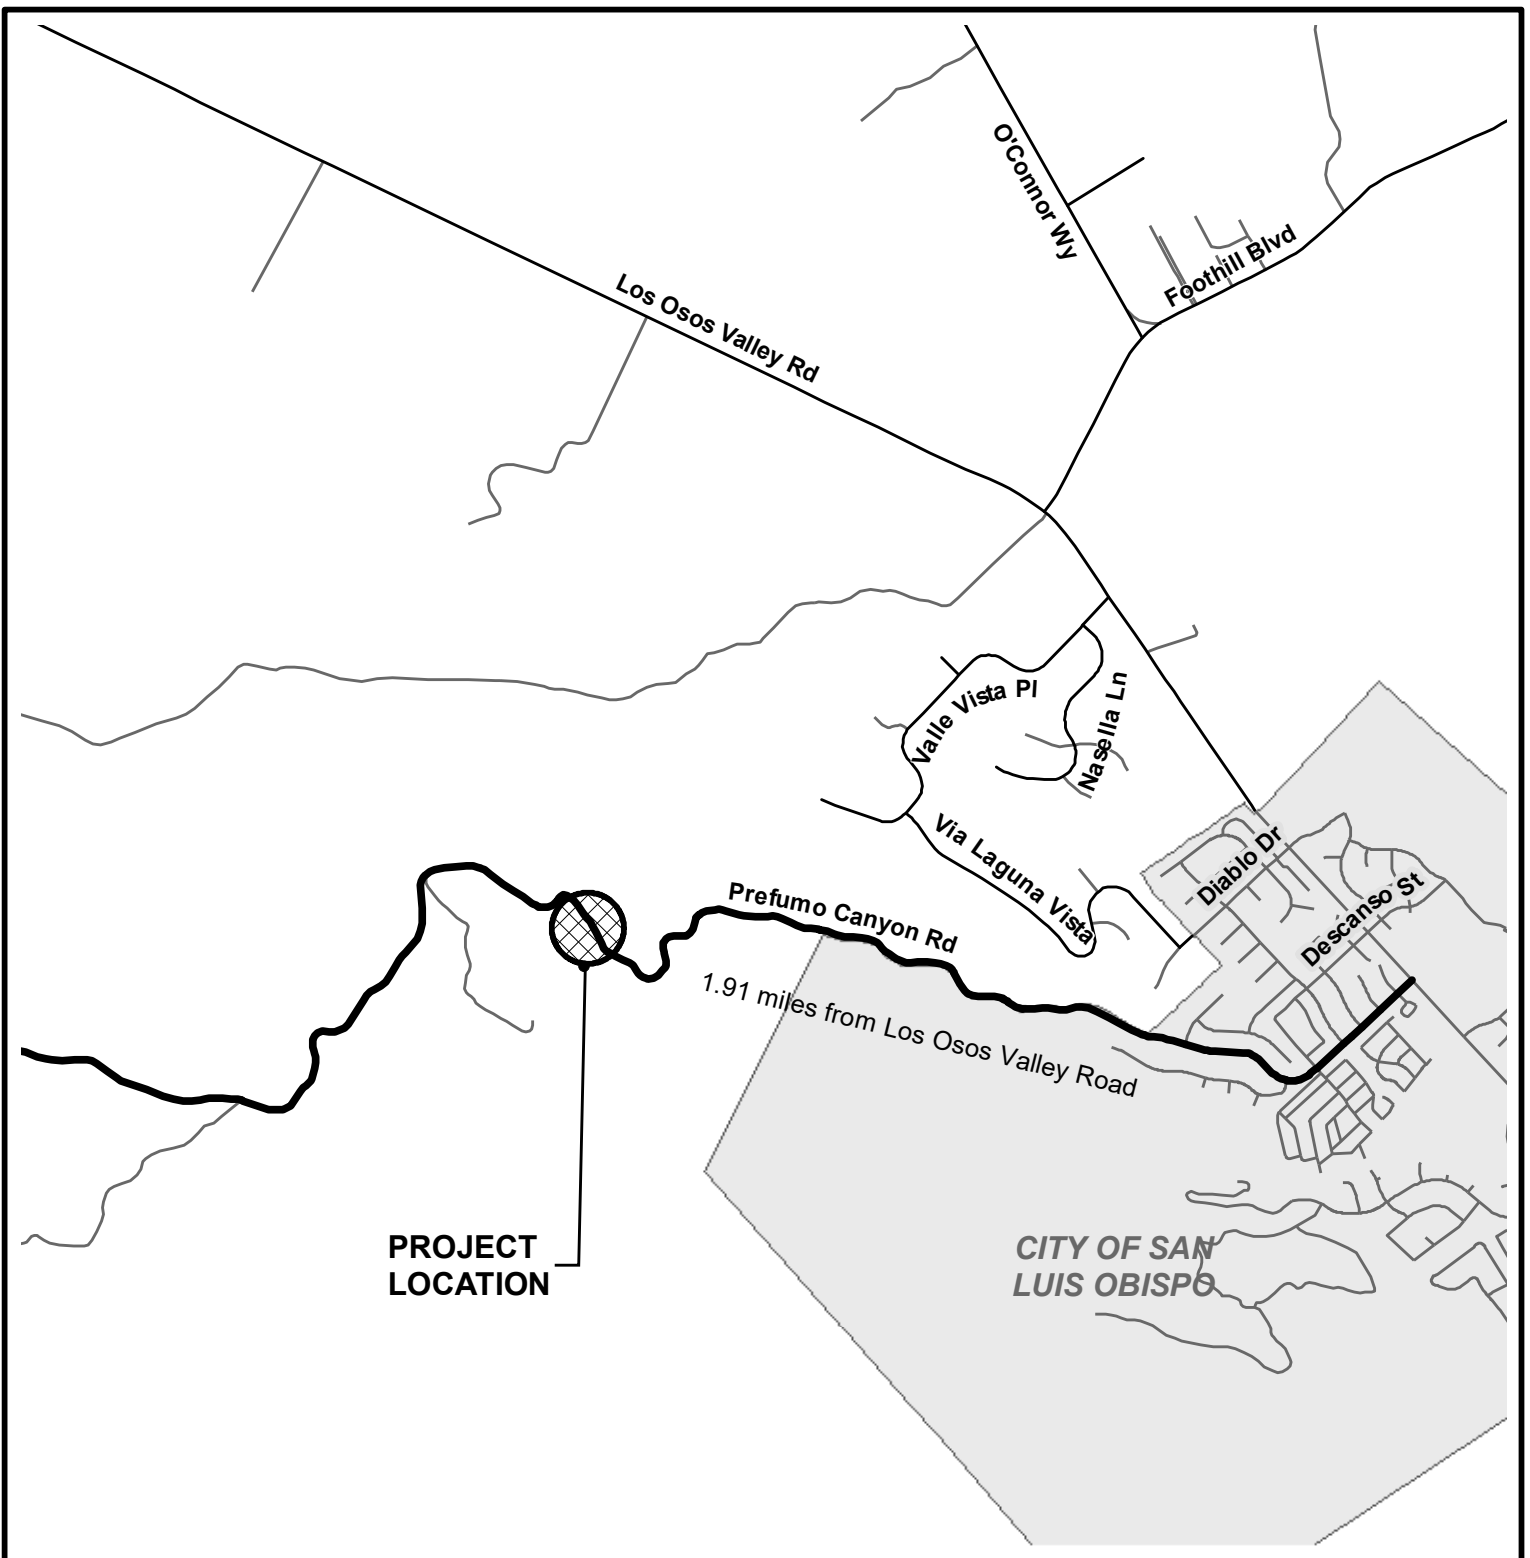 O'Connor Wy
Foothill Blvd
Los Osos Valley Rd
Valle Vista Pl
Nasella Ln
Via Laguna Vista
Diablo Dr
Descanso St
Prefumo Canyon Rd
1.91 miles from Los Osos Valley Road
PROJECT
LOCATION
CITY OF SAN
LUIS OBISPO